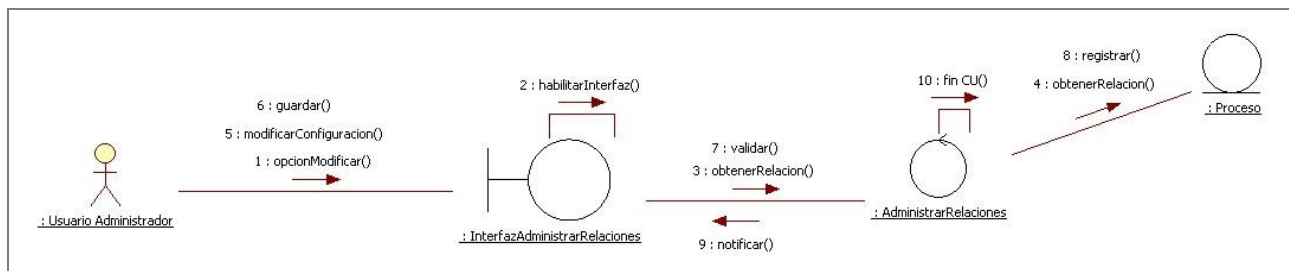 8 : registrar()
2 : habilitarInterfaz()
10 : fin CU()
4 : obtenerRelacion()
6 : guardar()
: Proceso
5 : modificarConfiguracion()
7 : validar()
1 : opcionModificar()
3 : obtenerRelacion()
: Usuario Administrador
: AdministrarRelaciones
: InterfazAdministrarRelaciones
9 : notificar()